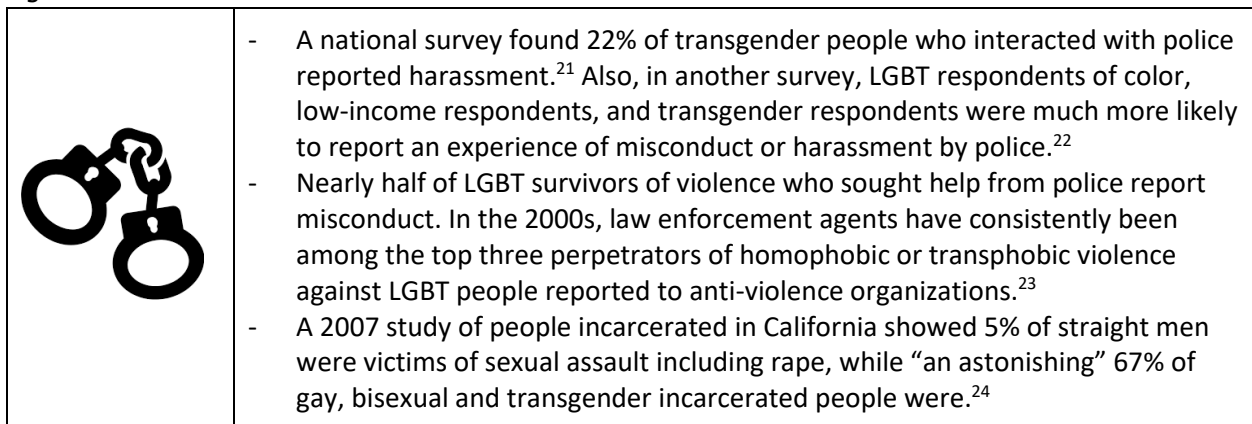 - A national survey found 22% of transgender people who interacted with police
reported harassment.21 Also, in another survey, LGBT respondents of color,
low-income respondents, and transgender respondents were much more likely
to report an experience of misconduct or harassment by police.22
- Nearly half of LGBT survivors of violence who sought help from police report
misconduct. In the 2000s, law enforcement agents have consistently been
among the top three perpetrators of homophobic or transphobic violence
against LGBT people reported to anti-violence organizations.23
- A 2007 study of people incarcerated in California showed 5% of straight men
were victims of sexual assault including rape, while “an astonishing” 67% of
gay, bisexual and transgender incarcerated people were.24